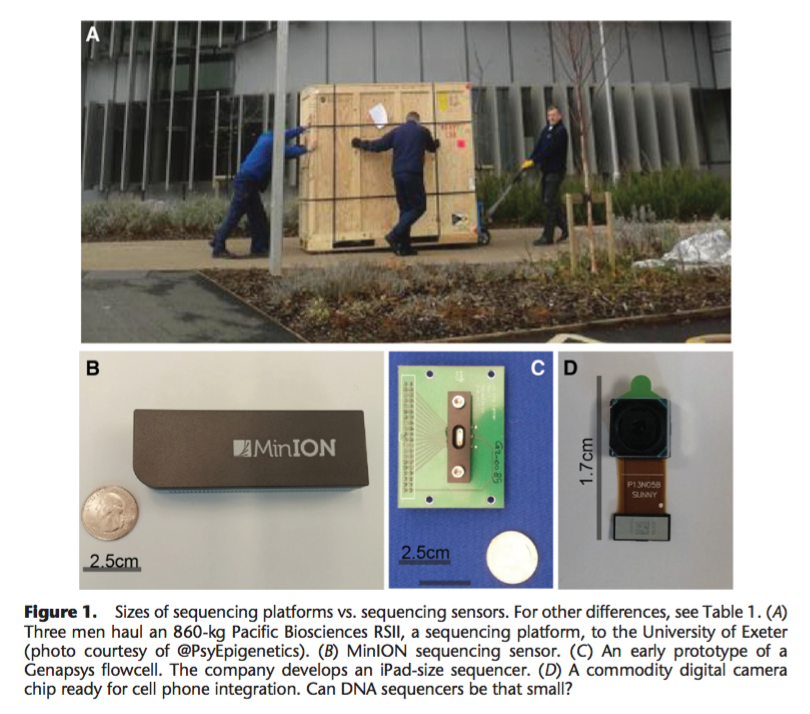 A
B
MinION
2.5cm
C
2.5cm
D
1.7cm
P13N05B
SUNNY
Figure 1. Sizes of sequencing platforms vs. sequencing sensors. For other differences, see Table 1. (A)
Three men haul an 860-kg Pacific Biosciences RSII, a sequencing platform, to the University of Exeter
(photo courtesy of @PsyEpigenetics). (B) MinION sequencing sensor. (C) An early prototype of a
Genapsys flowcell. The company develops an iPad-size sequencer. (D) A commodity digital camera
chip ready for cell phone integration. Can DNA sequencers be that small?